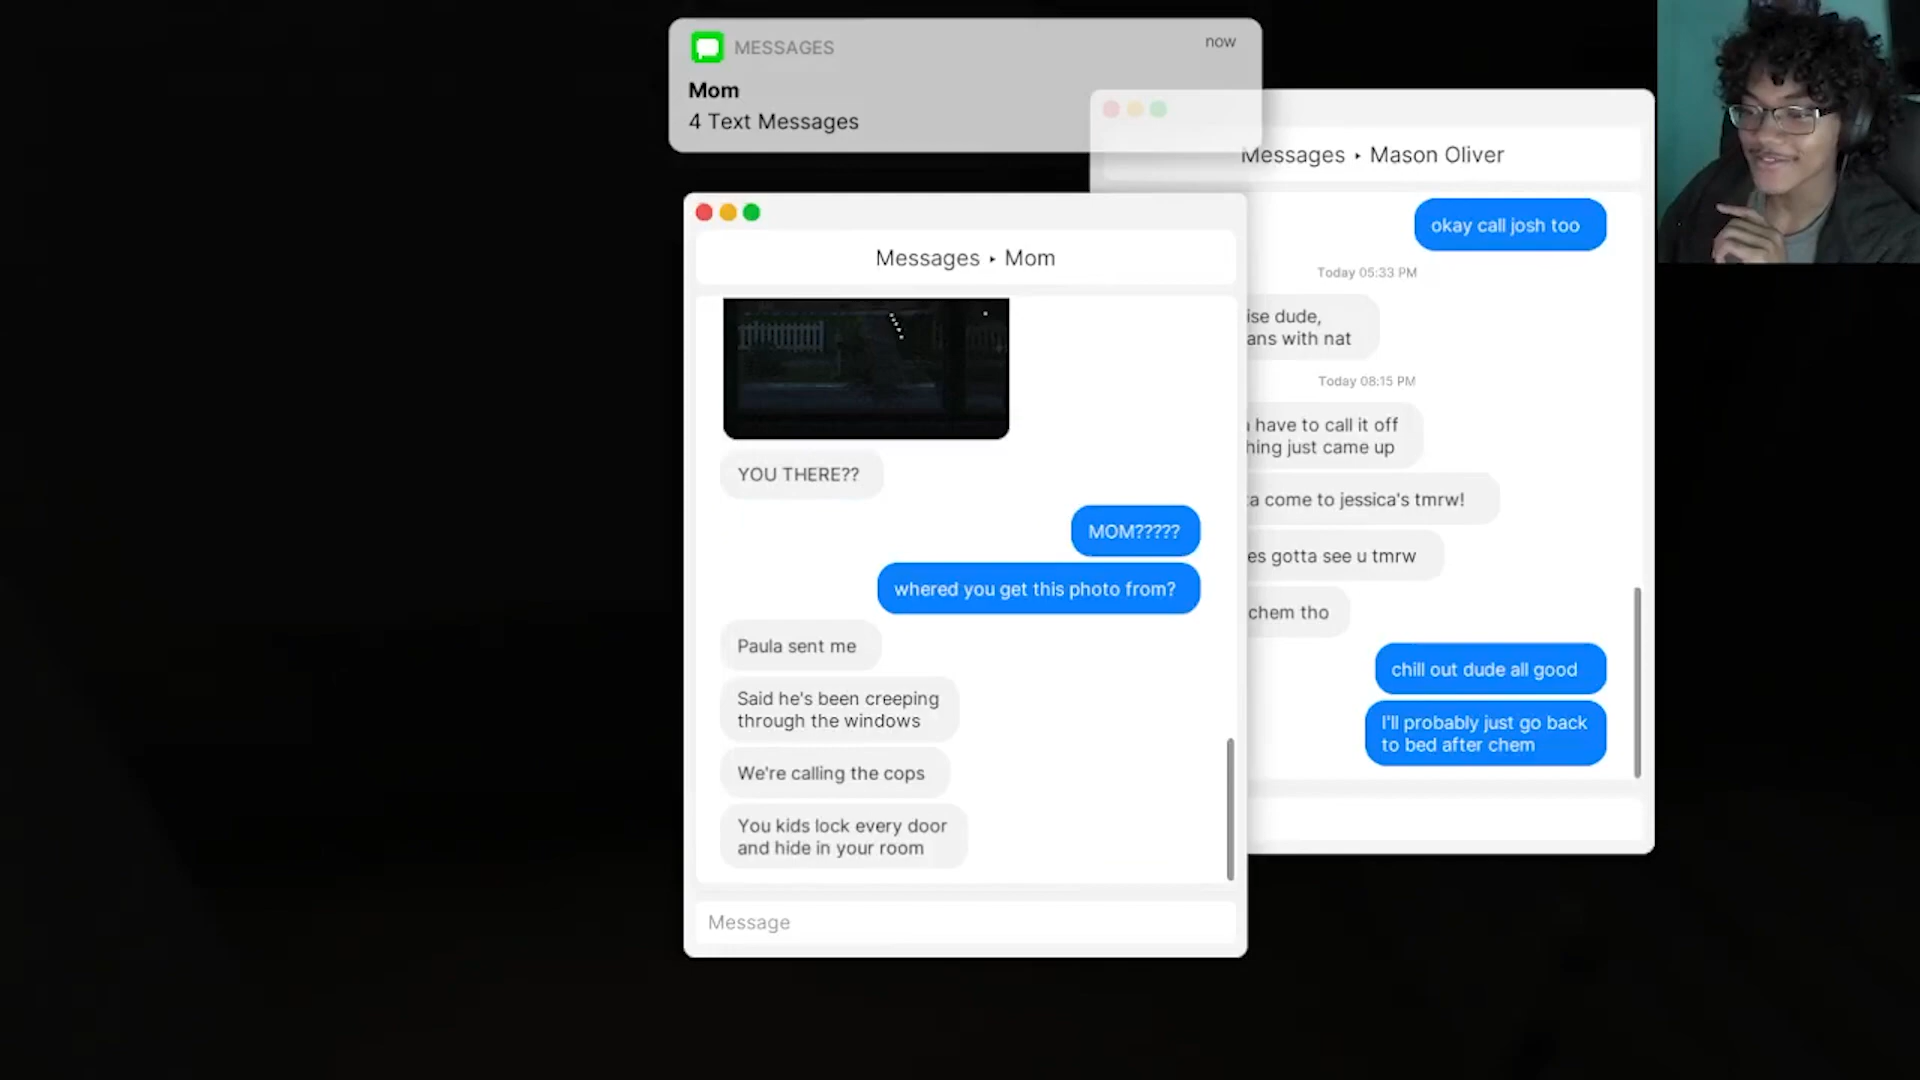 MESSAGES
now
Mom
4 Text Messages
Messages ▸ Mom
YOU THERE??
MOM?????
whered you get this photo from?
Paula sent me
Said he's been creeping
through the windows
We're calling the cops
You kids lock every door
and hide in your room
Message
Messages ▸ Mason Oliver
okay call josh too
Today 05:33 PM
dude,
with nat
Today 08:15 PM
have to call it off
just came up
come to jessica's tmrw!
gotta see u tmrw
chem tho
chill out dude all good
I'll probably just go back
to bed after chem